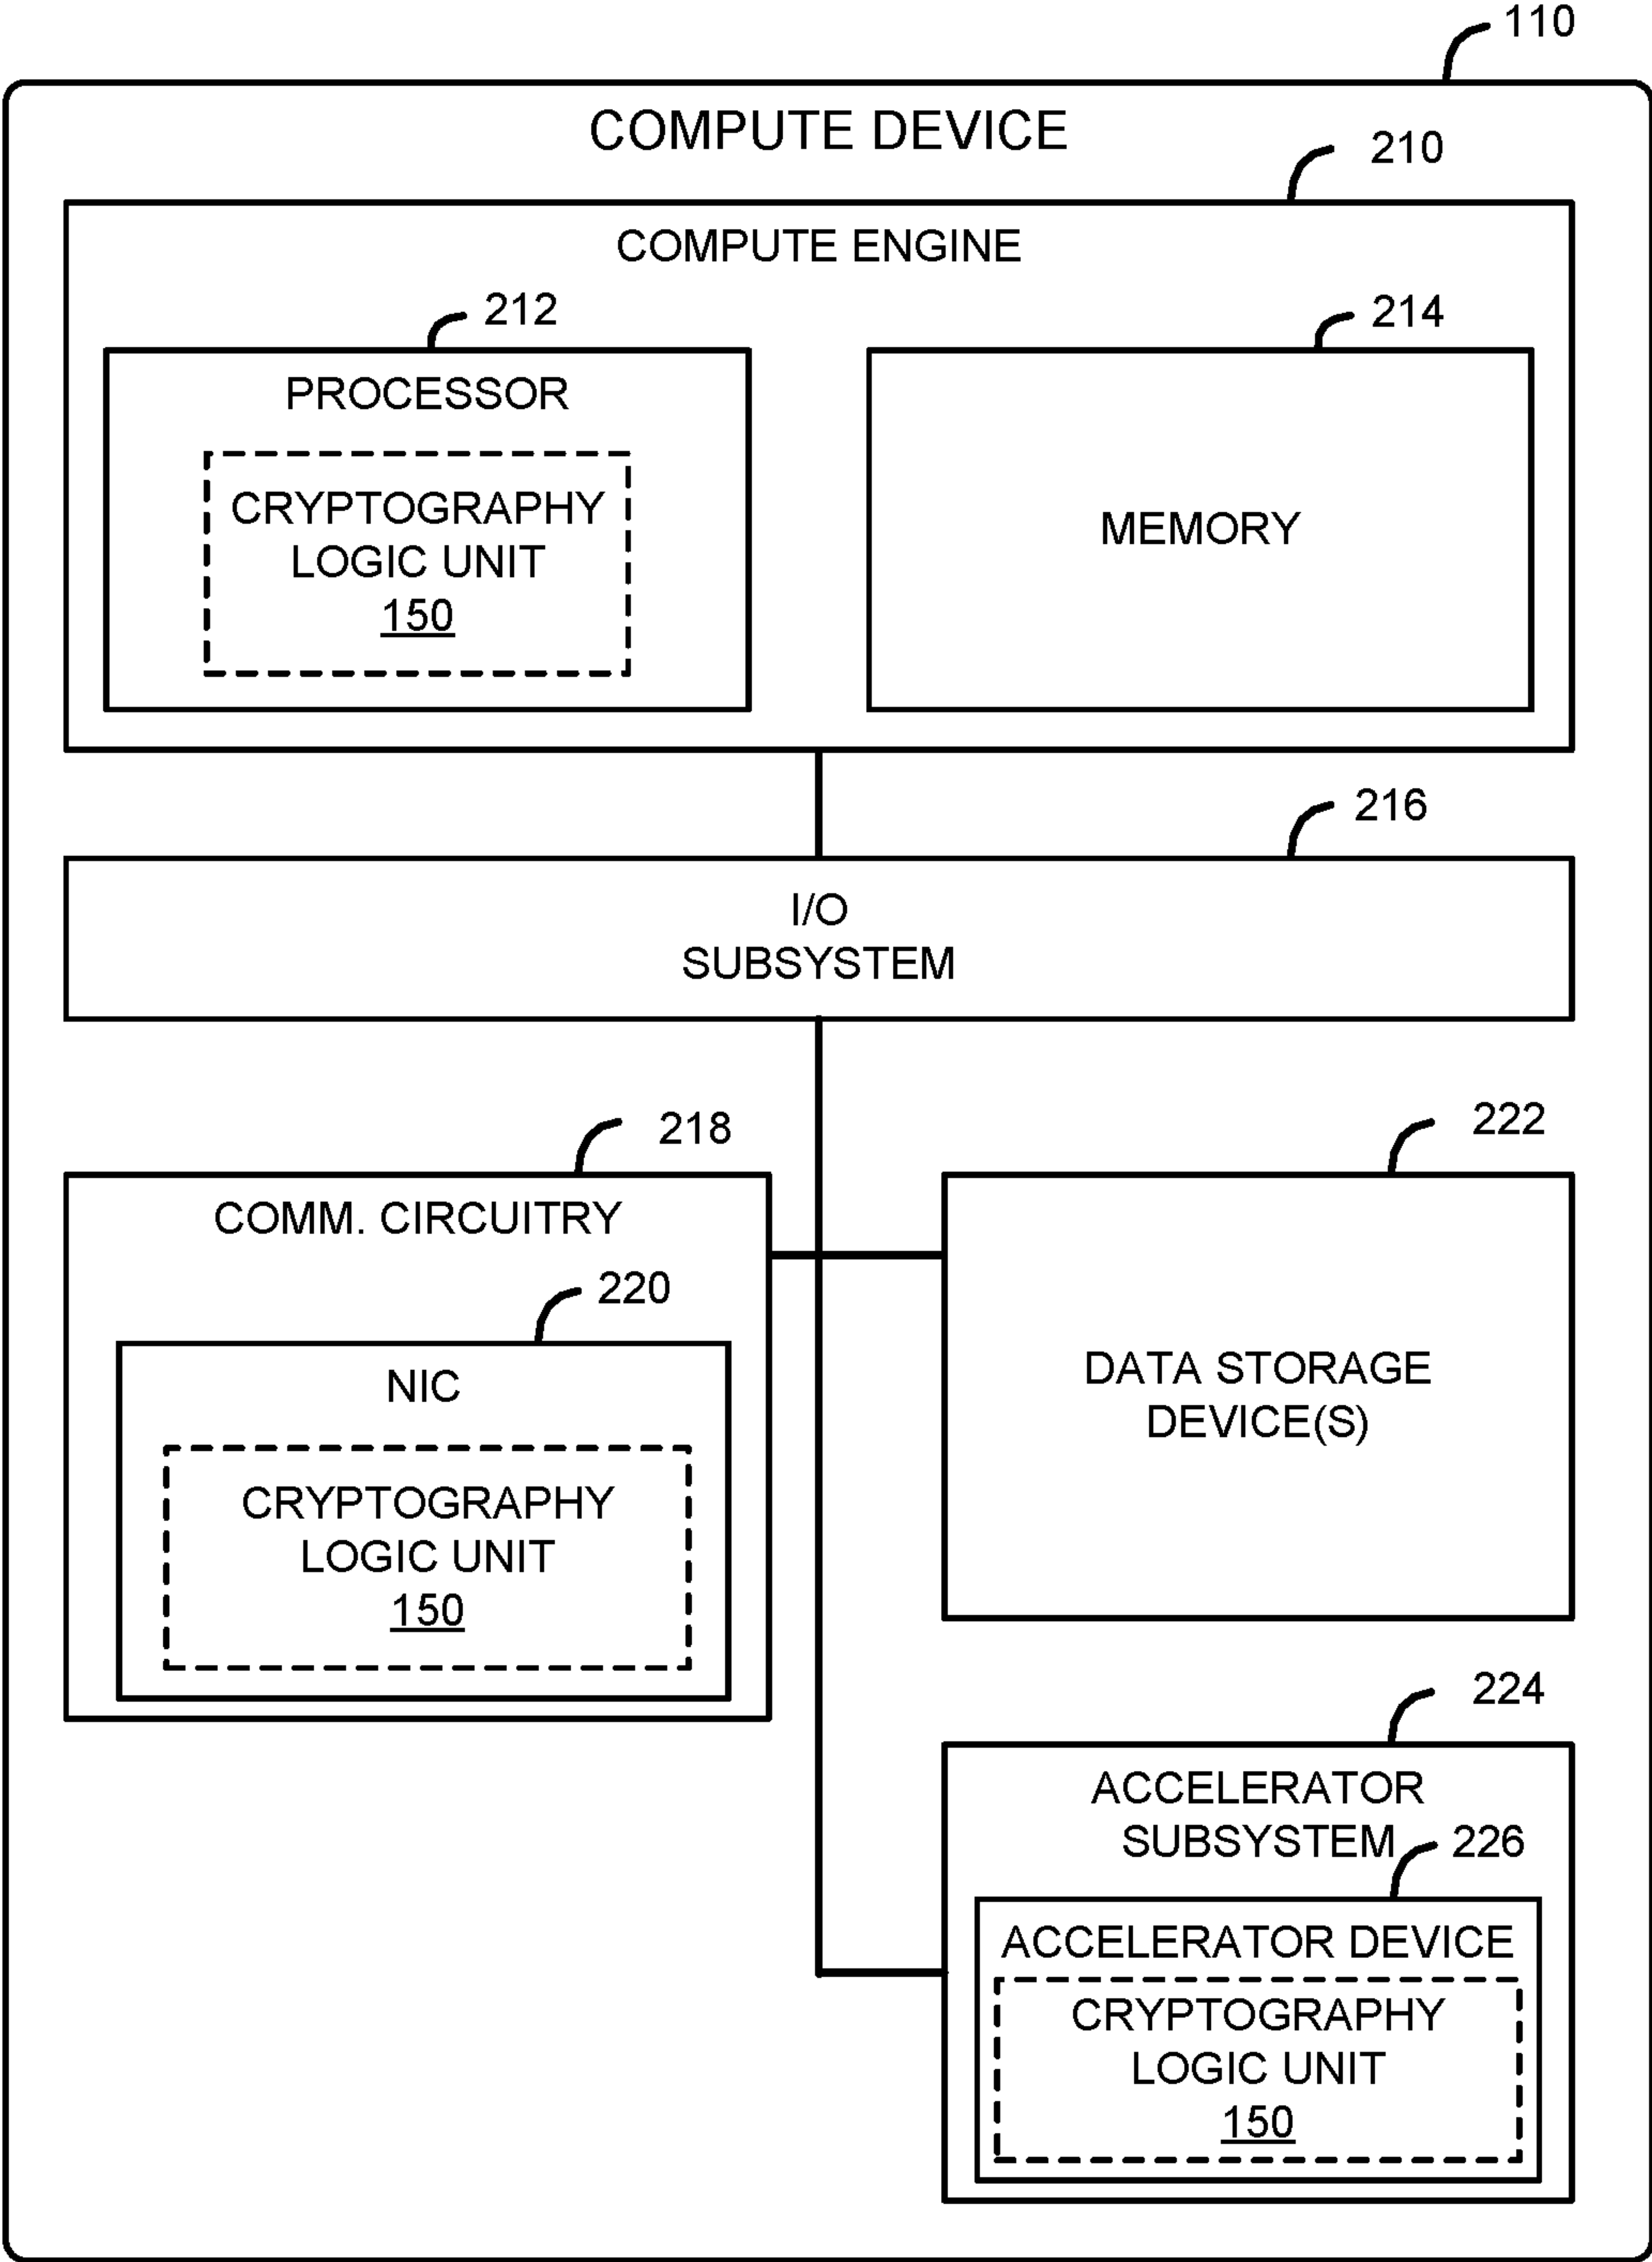 110
COMPUTE DEVICE
210
COMPUTE ENGINE
212
214
PROCESSOR
CRYPTOGRAPHY
LOGIC UNIT
150
MEMORY
216
I/O
SUBSYSTEM
218
222
COMM. CIRCUITRY
220
NIC
CRYPTOGRAPHY
LOGIC UNIT
150
DATA STORAGE
DEVICE(S)
224
ACCELERATOR
SUBSYSTEM
226
ACCELERATOR DEVICE
CRYPTOGRAPHY
LOGIC UNIT
150